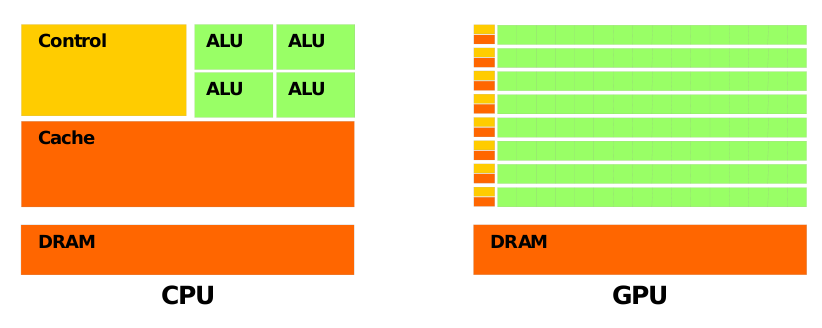 Control
ALU
ALU
ALU
ALU
Cache
DRAM
CPU
DRAM
GPU